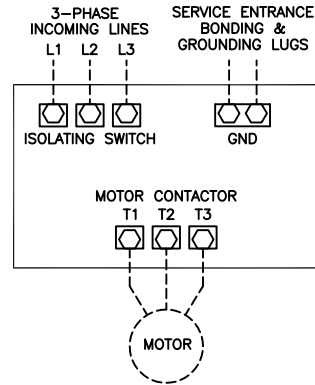 3-PHASE
INCOMING LINES
L1 L2 L3
SERVICE ENTRANCE
BONDING &
GROUNDING LUGS
ISOLATING SWITCH
GND
MOTOR CONTACTOR
T1 T2 T3
MOTOR